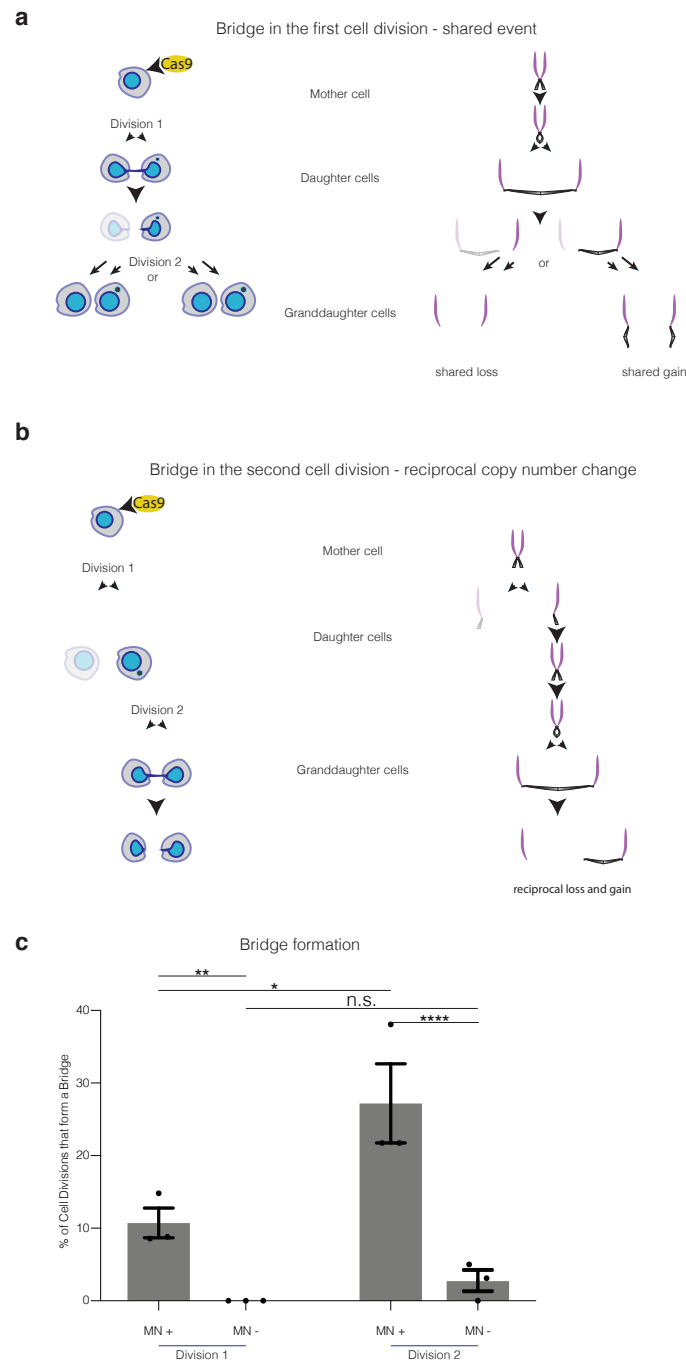 a
Bridge in the first cell division - shared event
Cas9
Mother cell
Division 1
Daughter cells
Division 2
or
or
Granddaughter cells
shared loss
shared gain
b
Bridge in the second cell division - reciprocal copy number change
Cas9
Mother cell
Division 1
Daughter cells
Division 2
Granddaughter cells
reciprocal loss and gain
c
Bridge formation
**
*
n.s.
****
% of Cell Divisions that form a Bridge
40
30
20
10
0
MN +
MN -
MN +
MN -
Division 1
Division 2